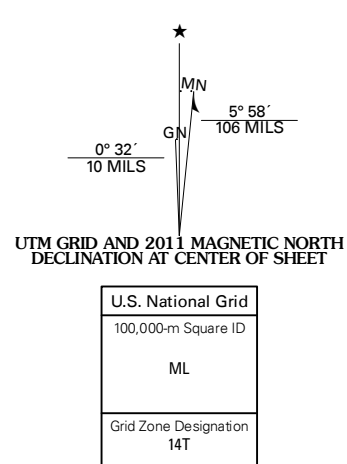 ★
MN
GN
5° 58´
106 MILS
0° 32´
10 MILS
UTM GRID AND 2011 MAGNETIC NORTH
DECLINATION AT CENTER OF SHEET
U.S. National Grid
100,000-m Square ID
ML
Grid Zone Designation
14T